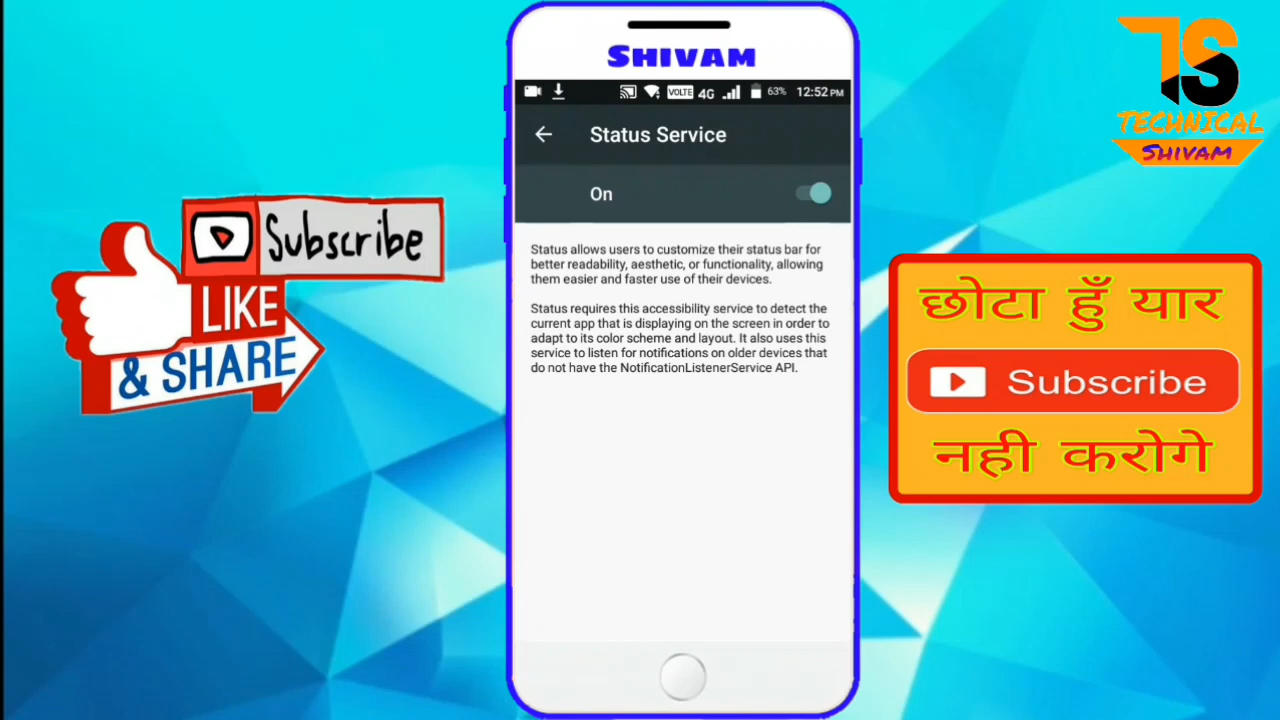 SHIVAM
VOLTE 4G 63% 12:52 PM
Status Service
On
Status allows users to customize their status bar for
better readability, aesthetic, or functionality, allowing
them easier and faster use of their devices.
Status requires this accessibility service to detect the
current app that is displaying on the screen in order to
adapt to its color scheme and layout. It also uses this
service to listen for notifications on older devices that
do not have the NotificationListenerService API.
Subscribe
LIKE
& SHARE
TS
TECHNICAL
SHIVAM
छोटा हुँ यार
Subscribe
नही करोगे